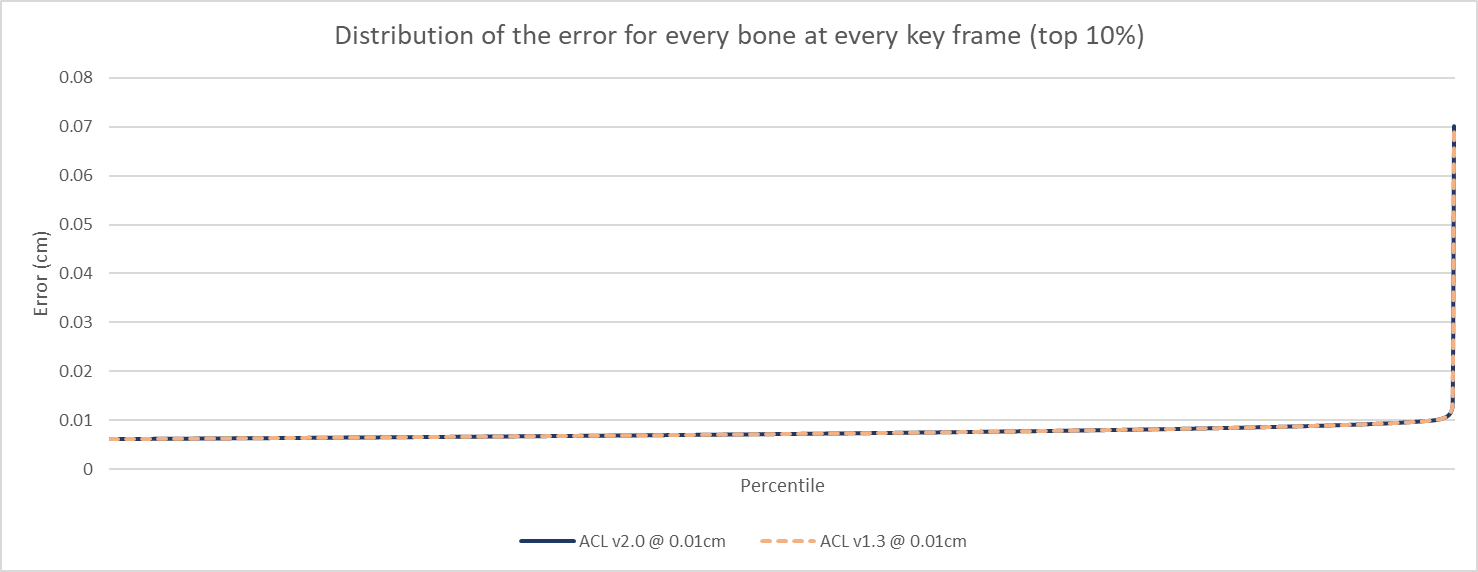 Distribution of the error for every bone at every key frame (top 10%)
0.08
0.07
0.06
0.05
0.04
0.03
0.02
0.01
0
Error (cm)
Percentile
ACL v2.0 @ 0.01cm
ACL v1.3 @ 0.01cm